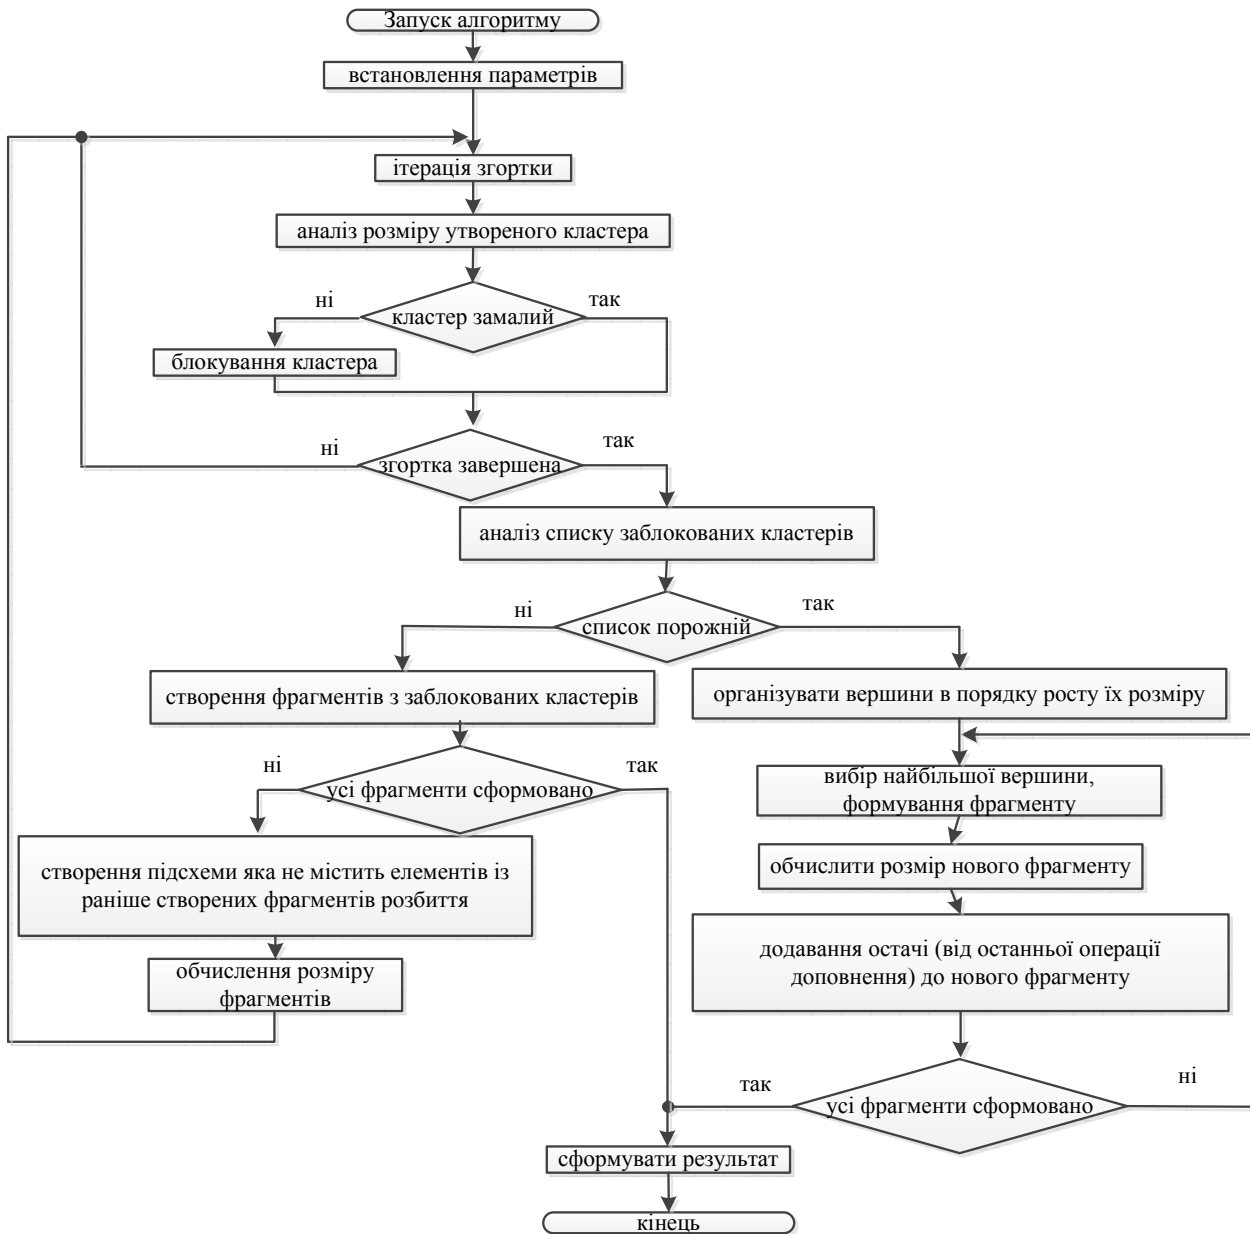 Запуск алгоритму
встановлення параметрів
ітерація згортки
аналіз розміру утвореного кластера
ні
так
кластер замалий
блокування кластера
ні
так
згортка завершена
аналіз списку заблокованих кластерів
ні
так
список порожній
створення фрагментів з заблокованих кластерів
організувати вершини в порядку росту їх розміру
ні
так
усі фрагменти сформовано
вибір найбільшої вершини,
формування фрагменту
створення підсхеми яка не містить елементів із
раніше створених фрагментів розбиття
обчислити розмір нового фрагменту
обчислення розміру
фрагментів
додавання остачі (від останньої операції
доповнення) до нового фрагменту
так
ні
усі фрагменти сформовано
сформувати результат
кінець